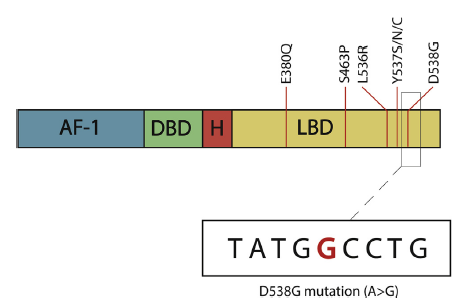 E380Q
S463P
L536R
Y537S/N/C
D538G
AF-1 DBD H LBD
TATGGCCTG
D538G mutation (A>G)